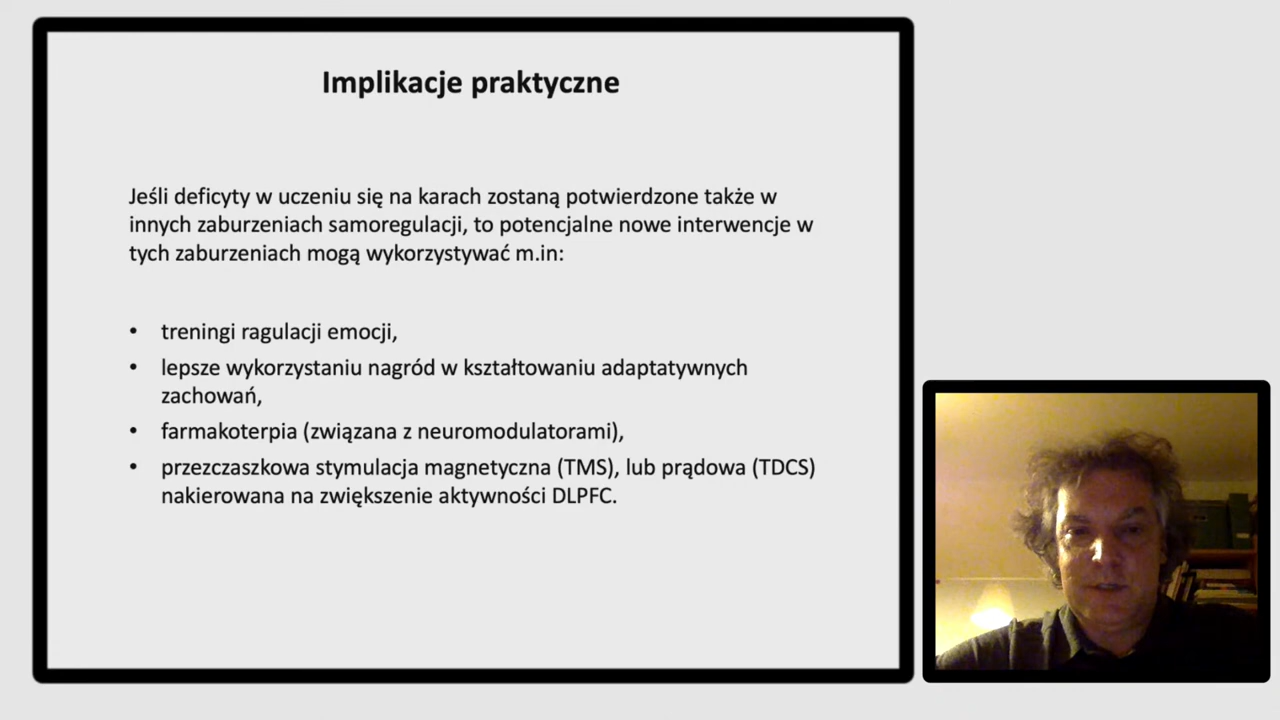 Implikacje praktyczne
Jeśli deficyty w uczeniu się na karach zostaną potwierdzone także w
innych zaburzeniach samoregulacji, to potencjalne nowe interwencje w
tych zaburzeniach mogą wykorzystywać m.in:
• treningi ragulacji emocji,
• lepsze wykorzystaniu nagród w kształtowaniu adaptatywnych
zachowań,
• farmakoterpia (związana z neuromodulatorami),
• przezczaszkowa stymulacja magnetyczna (TMS), lub prądowa (TDCS)
nakierowana na zwiększenie aktywności DLPFC.